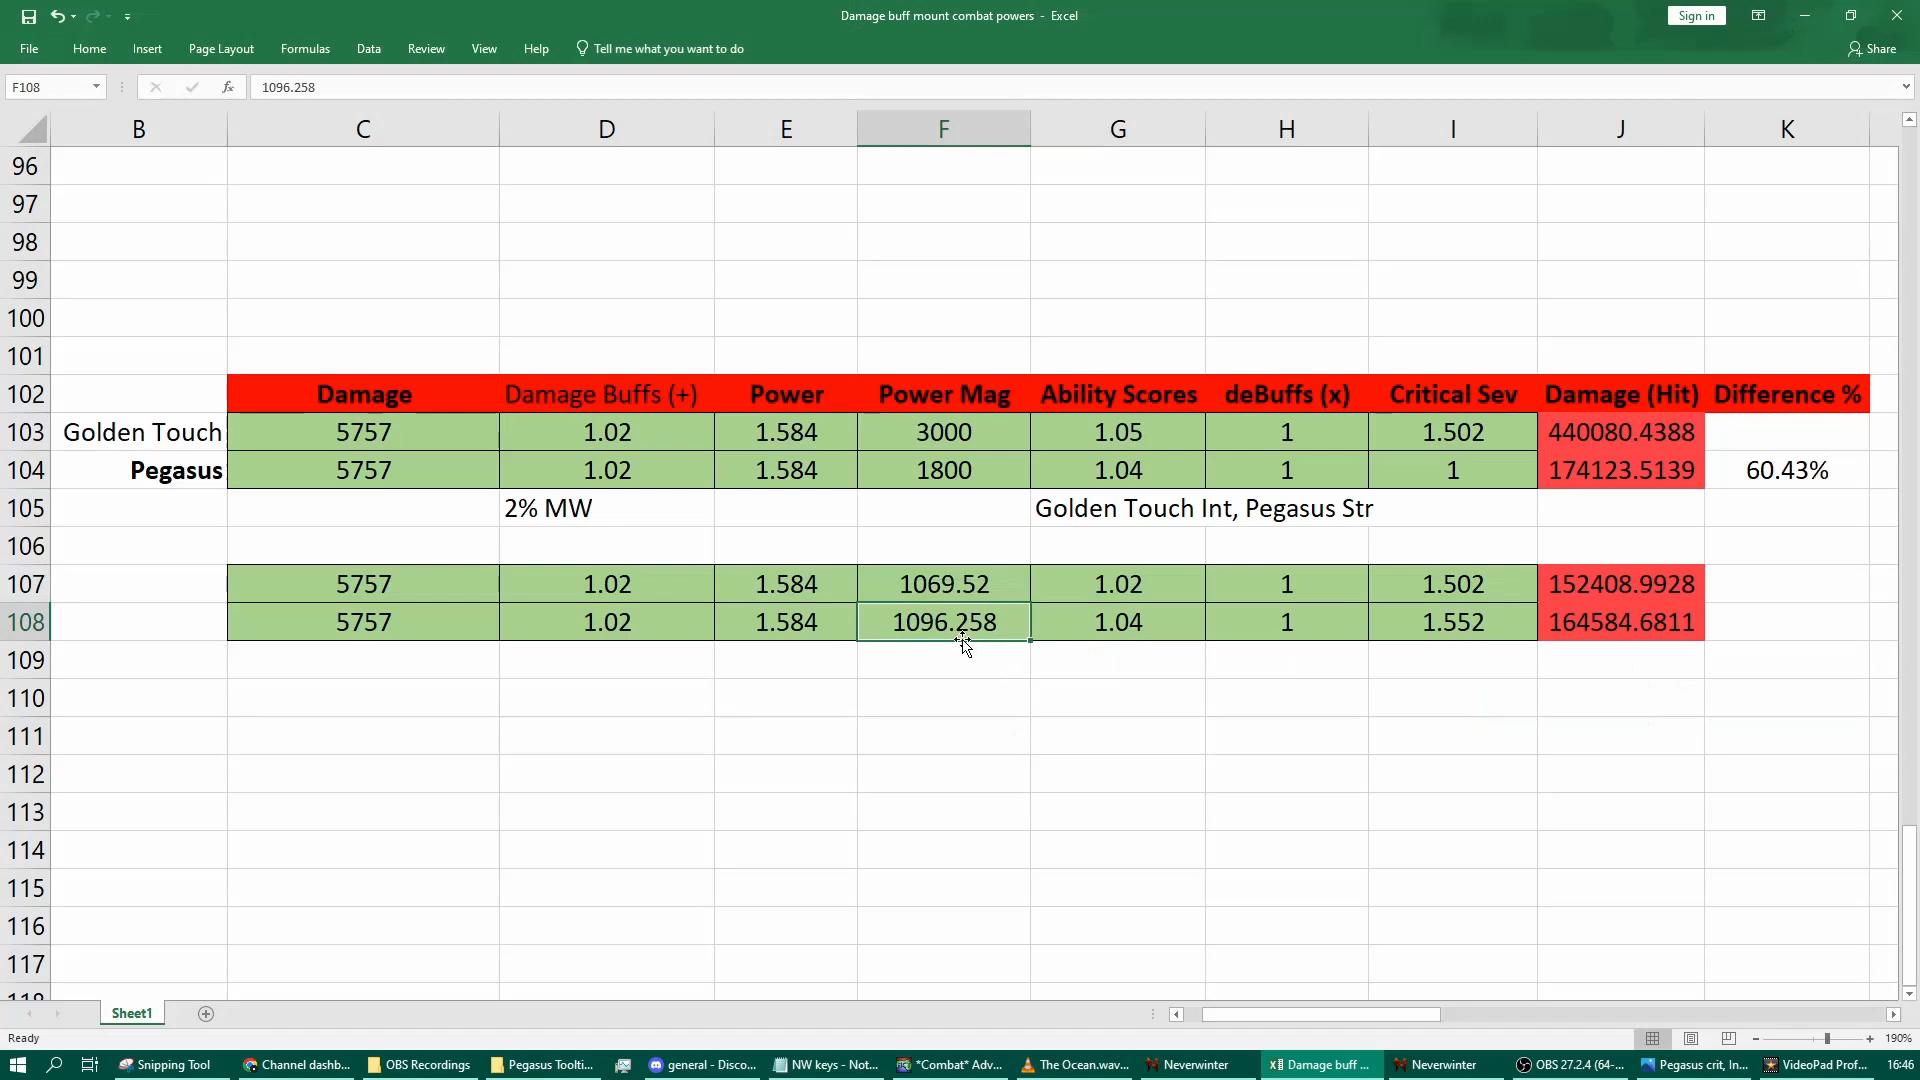 Damage buff mount combat powers - Excel
Sign in
File Home Insert Page Layout Formulas Data Review View Help Tell me what you want to do Share
F108 fx 1096.258
B C D E F G H I J K
96
97
98
99
100
101
102 Damage Damage Buffs (+) Power Power Mag Ability Scores deBuffs (x) Critical Sev Damage (Hit) Difference %
103 Golden Touch 5757 1.02 1.584 3000 1.05 1 1.502 440080.4388
104 Pegasus 5757 1.02 1.584 1800 1.04 1 1 174123.5139 60.43%
105 2% MW Golden Touch Int, Pegasus Str
106
107 5757 1.02 1.584 1069.52 1.02 1 1.502 152408.9928
108 5757 1.02 1.584 1096.258 1.04 1 1.552 164584.6811
109
110
111
112
113
114
115
116
117
118
Sheet1
Ready 190%
Snipping Tool Channel dashb... OBS Recordings Pegasus Toolti... general - Disco... NW keys - Not... *Combat* Adv... The Ocean.wav... Neverwinter Damage buff ... Neverwinter OBS 27.2.4 (64-... Pegasus crit, In... VideoPad Prof... 16:46